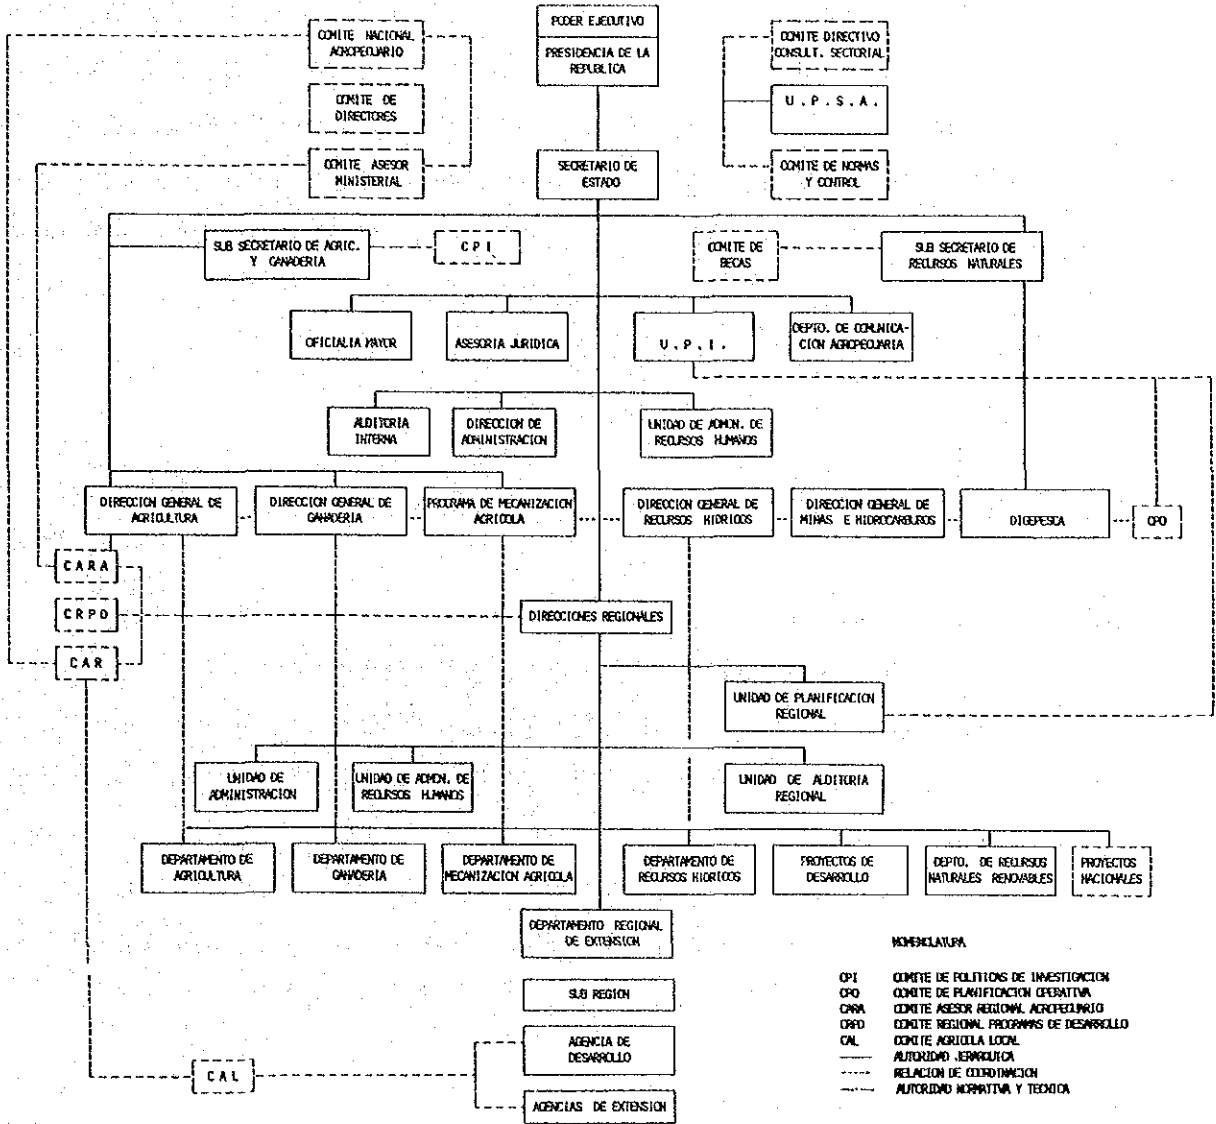 PODER EJECUTIVO
PRESIDENCIA DE LA
REPUBLICA
COMITE NACIONAL
AGROPECUARIO
COMITE DIRECTIVO
CONSULT. SECTORIAL
COMITE DE
DIRECTORES
U.P.S.A.
COMITE ASESOR
MINISTERIAL
SECRETARIO DE
ESTADO
COMITE DE NORMAS
Y CONTROL
SUB SECRETARIO DE AGRIC.
Y GANADERIA
CPI
COMITE DE
BECAS
SUB SECRETARIO DE
RECURSOS NATURALES
OFICIALIA MAYOR
ASESORIA JURIDICA
U.P.I.
DEPTO. DE COMUNICA-
CION AGROPECUARIA
AUDITORIA
INTERNA
DIRECCION DE
ADMINISTRACION
UNIDAD DE ADMON. DE
RECURSOS HUMANOS
DIRECCION GENERAL DE
AGRICULTURA
DIRECCION GENERAL DE
GANADERIA
PROGRAMA DE MECANIZACION
AGRICOLA
DIRECCION GENERAL DE
RECURSOS HIDRICOS
DIRECCION GENERAL DE
MINAS E HIDROCARBUROS
DIGEPESCA
CPO
CARA
CRPD
CAR
DIRECCIONES REGIONALES
UNIDAD DE PLANIFICACION
REGIONAL
UNIDAD DE
ADMINISTRACION
UNIDAD DE ADMON. DE
RECURSOS HUMANOS
UNIDAD DE AUDITORIA
REGIONAL
DEPARTAMENTO DE
AGRICULTURA
DEPARTAMENTO DE
GANADERIA
DEPARTAMENTO DE
MECANIZACION AGRICOLA
DEPARTAMENTO DE
RECURSOS HIDRICOS
PROYECTOS DE
DESARROLLO
DEPTO. DE RECURSOS
NATURALES RENOVABLES
PROYECTOS
NACIONALES
DEPARTAMENTO REGIONAL
DE EXTENSION
SUB REGION
AGENCIA DE
DESARROLLO
CAL
AGENCIAS DE EXTENSION
NOMENCLATURA
CPI COMITE DE POLITICAS DE INVESTIGACION
CPO COMITE DE PLANIFICACION OPERATIVA
CARA COMITE ASESOR REGIONAL AGROPECUARIO
CRPD COMITE REGIONAL PROGRAMAS DE DESARROLLO
CAL COMITE AGRICOLA LOCAL
AUTORIDAD JERARQUICA
RELACION DE COORDINACION
AUTORIDAD NORMATIVA Y TECNICA